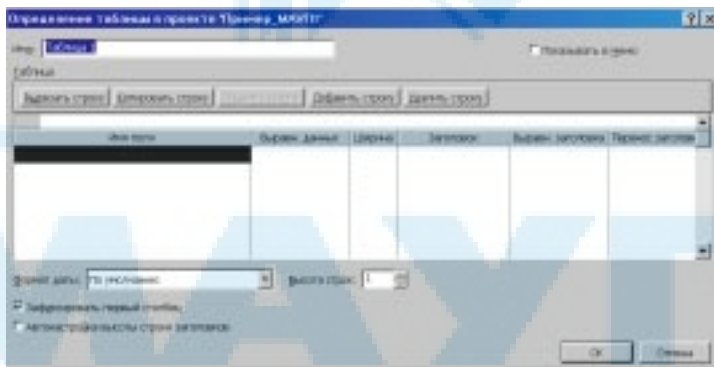 Определение таблицы в проекте 'Пример_МАИТІ'
Имя: Таблица 1
Показывать в меню
Таблица
Вырезать строку Копировать строку Добавить строку Удалить строку
Имя поля Выравн. данных Ширина Заголовок Выравн. заголовка Перенос заголовка
Формат даты: По умолчанию Высота строк: 1
Зафиксировать первый столбец
Автонастройка высоты строки заголовков
ОК Отмена